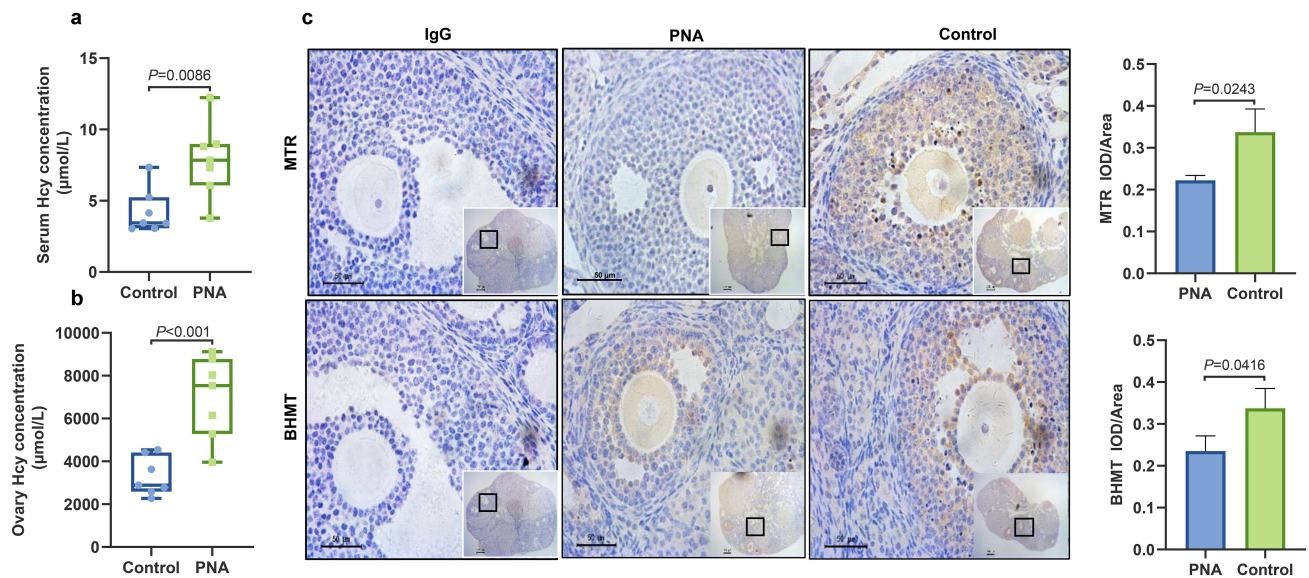 a
Serum Hcy concentration
(μmol/L)
15
10
5
0
P=0.0086
Control
PNA
b
Ovary Hcy concentration
(μmol/L)
10000
8000
6000
4000
2000
0
P<0.001
Control
PNA
c
IgG
PNA
Control
MTR
50 μm
50 μm
50 μm
BHMT
50 μm
50 μm
50 μm
MTR IOD/Area
0.5
0.4
0.3
0.2
0.1
0.0
P=0.0243
PNA
Control
BHMT IOD/Area
0.5
0.4
0.3
0.2
0.1
0.0
P=0.0416
PNA
Control